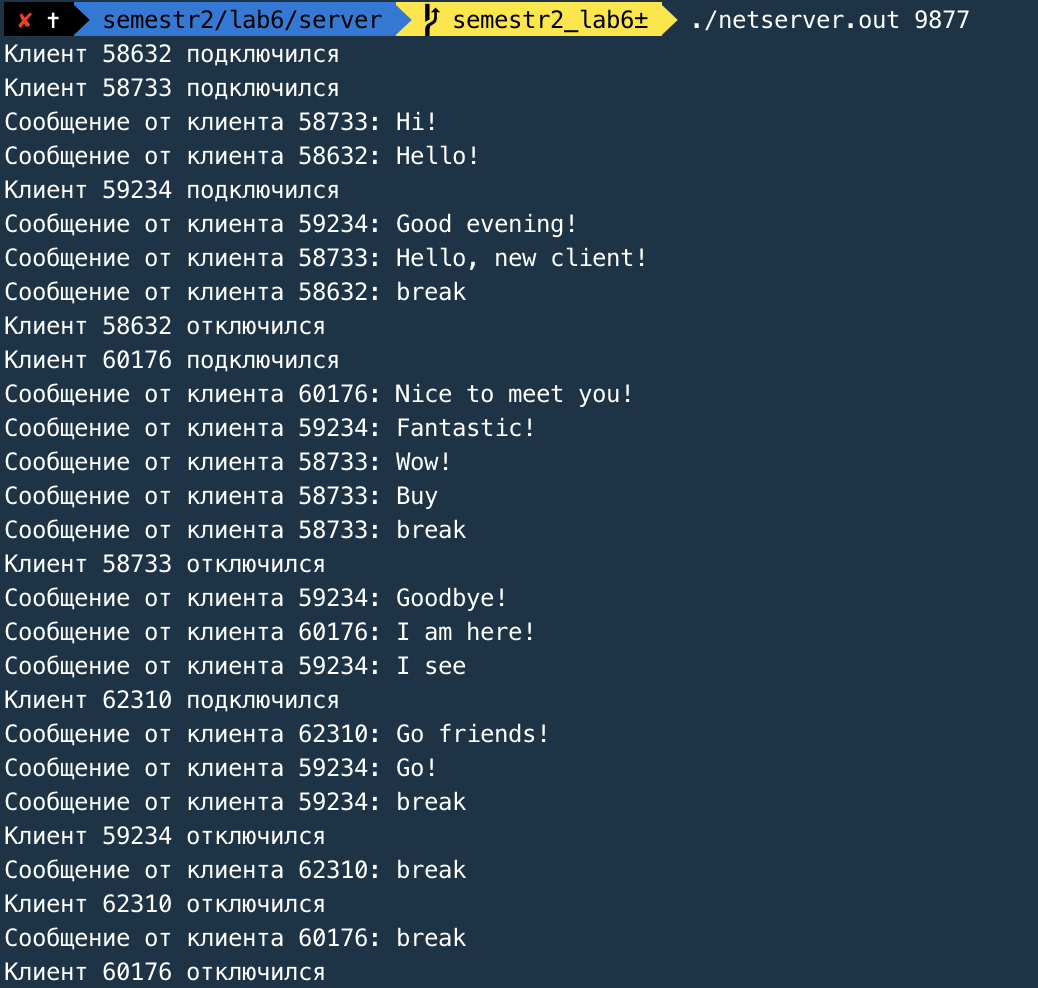 ✘ ✝ semestr2/lab6/server semestr2_lab6± ./netserver.out 9877
Клиент 58632 подключился
Клиент 58733 подключился
Сообщение от клиента 58733: Hi!
Сообщение от клиента 58632: Hello!
Клиент 59234 подключился
Сообщение от клиента 59234: Good evening!
Сообщение от клиента 58733: Hello, new client!
Сообщение от клиента 58632: break
Клиент 58632 отключился
Клиент 60176 подключился
Сообщение от клиента 60176: Nice to meet you!
Сообщение от клиента 59234: Fantastic!
Сообщение от клиента 58733: Wow!
Сообщение от клиента 58733: Buy
Сообщение от клиента 58733: break
Клиент 58733 отключился
Сообщение от клиента 59234: Goodbye!
Сообщение от клиента 60176: I am here!
Сообщение от клиента 59234: I see
Клиент 62310 подключился
Сообщение от клиента 62310: Go friends!
Сообщение от клиента 59234: Go!
Сообщение от клиента 59234: break
Клиент 59234 отключился
Сообщение от клиента 62310: break
Клиент 62310 отключился
Сообщение от клиента 60176: break
Клиент 60176 отключился